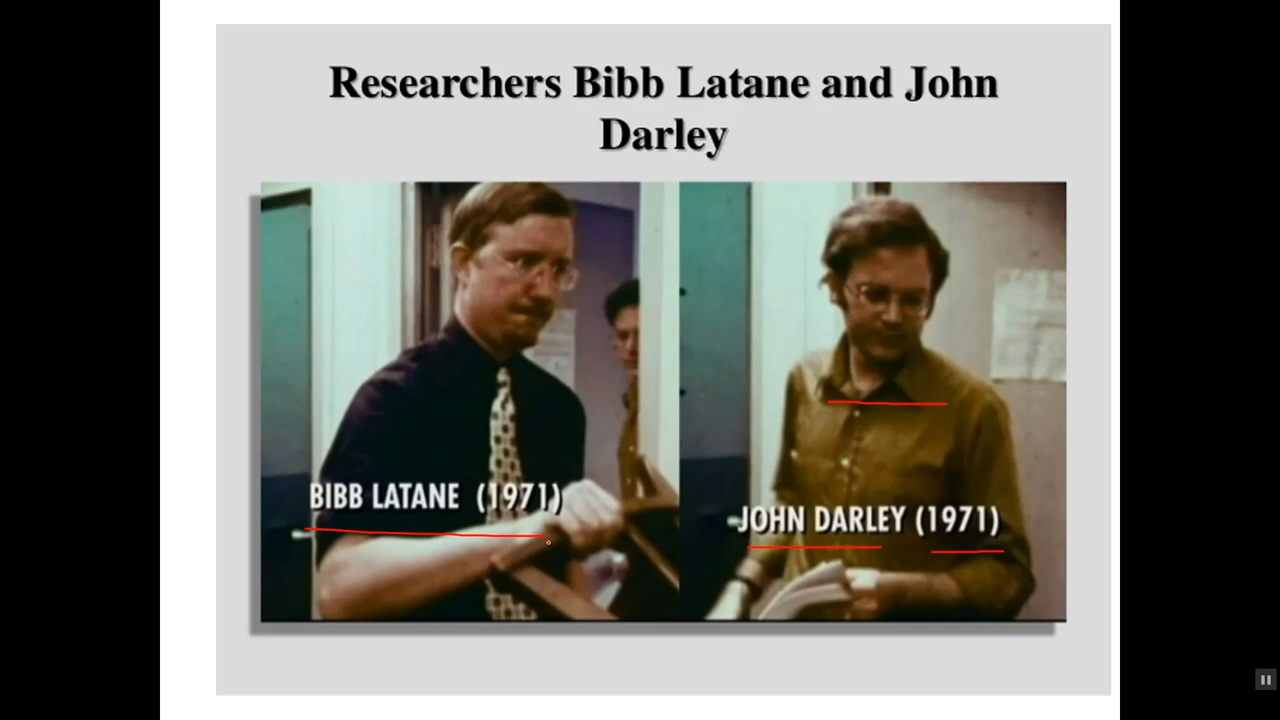 Researchers Bibb Latane and John
Darley
BIBB LATANE (1971)
JOHN DARLEY (1971)